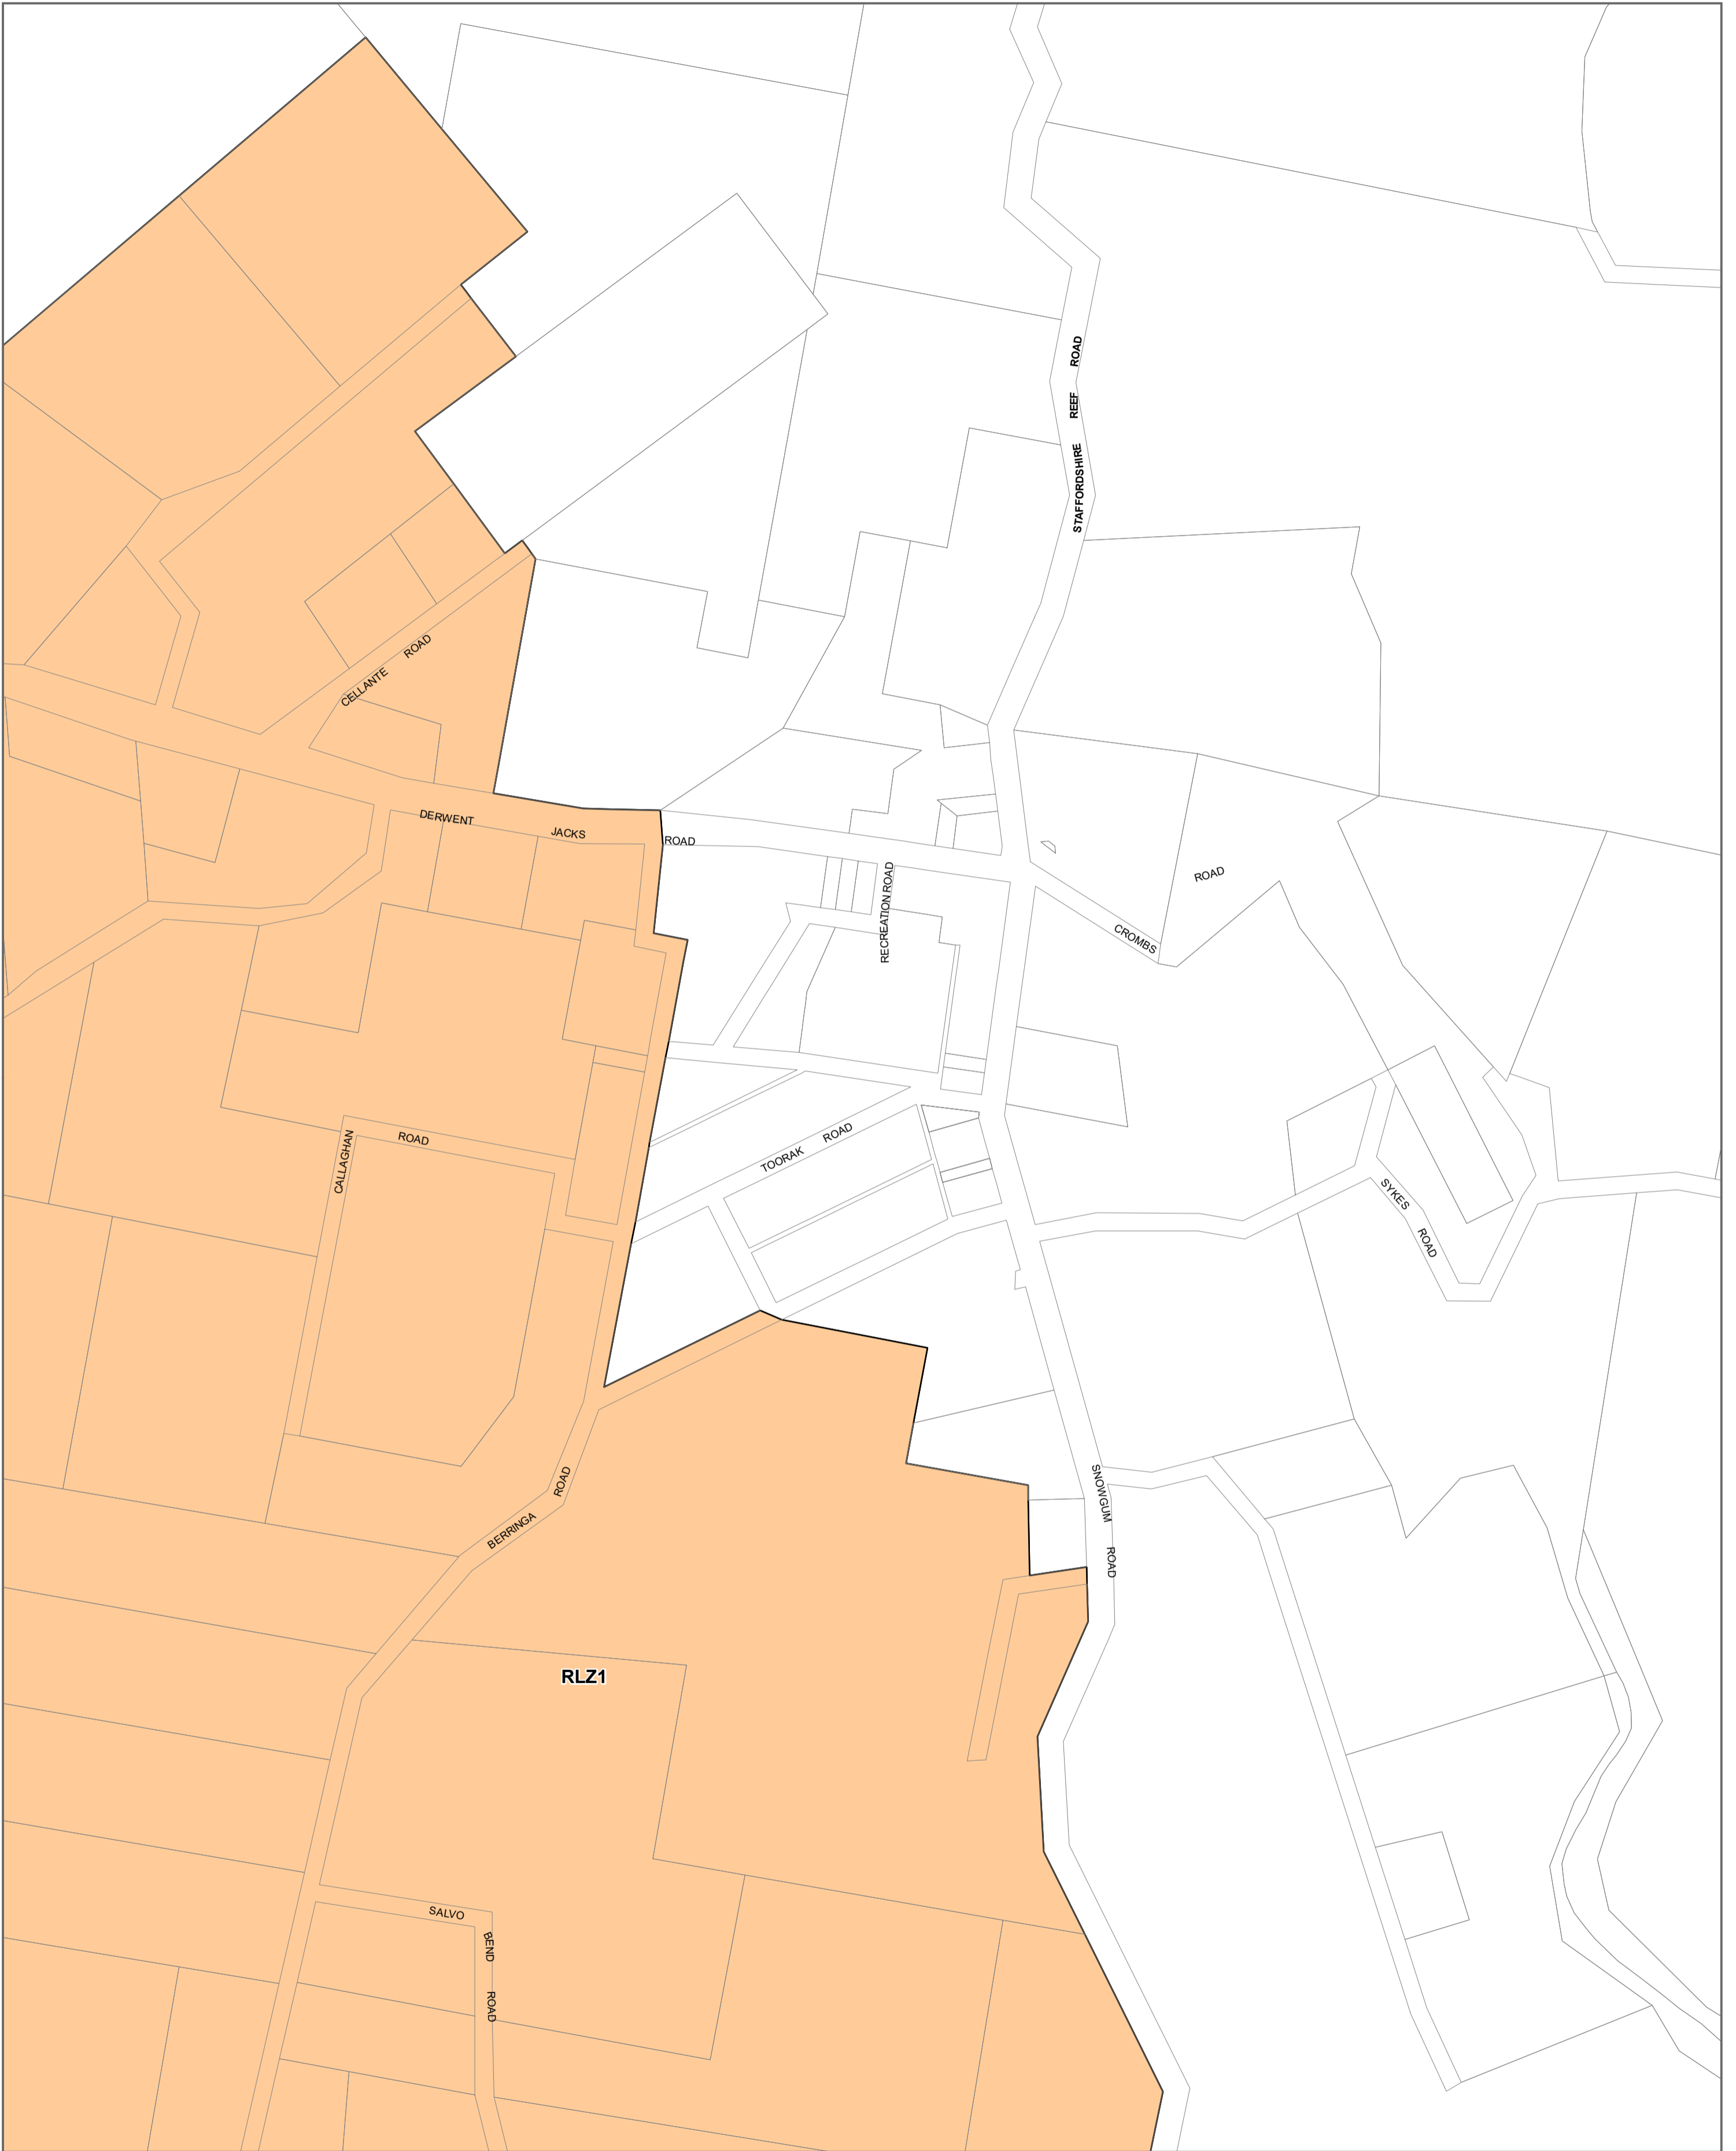 STAFFORDSHIRE REEF ROAD
CELLANTE ROAD
DERWENT JACKS ROAD
RECREATION ROAD
CROMBS ROAD
TOORAK ROAD
CALLAGHAN ROAD
SYKES ROAD
BERRINGA ROAD
SNOWGUM ROAD
RLZ1
SALVO BEND ROAD